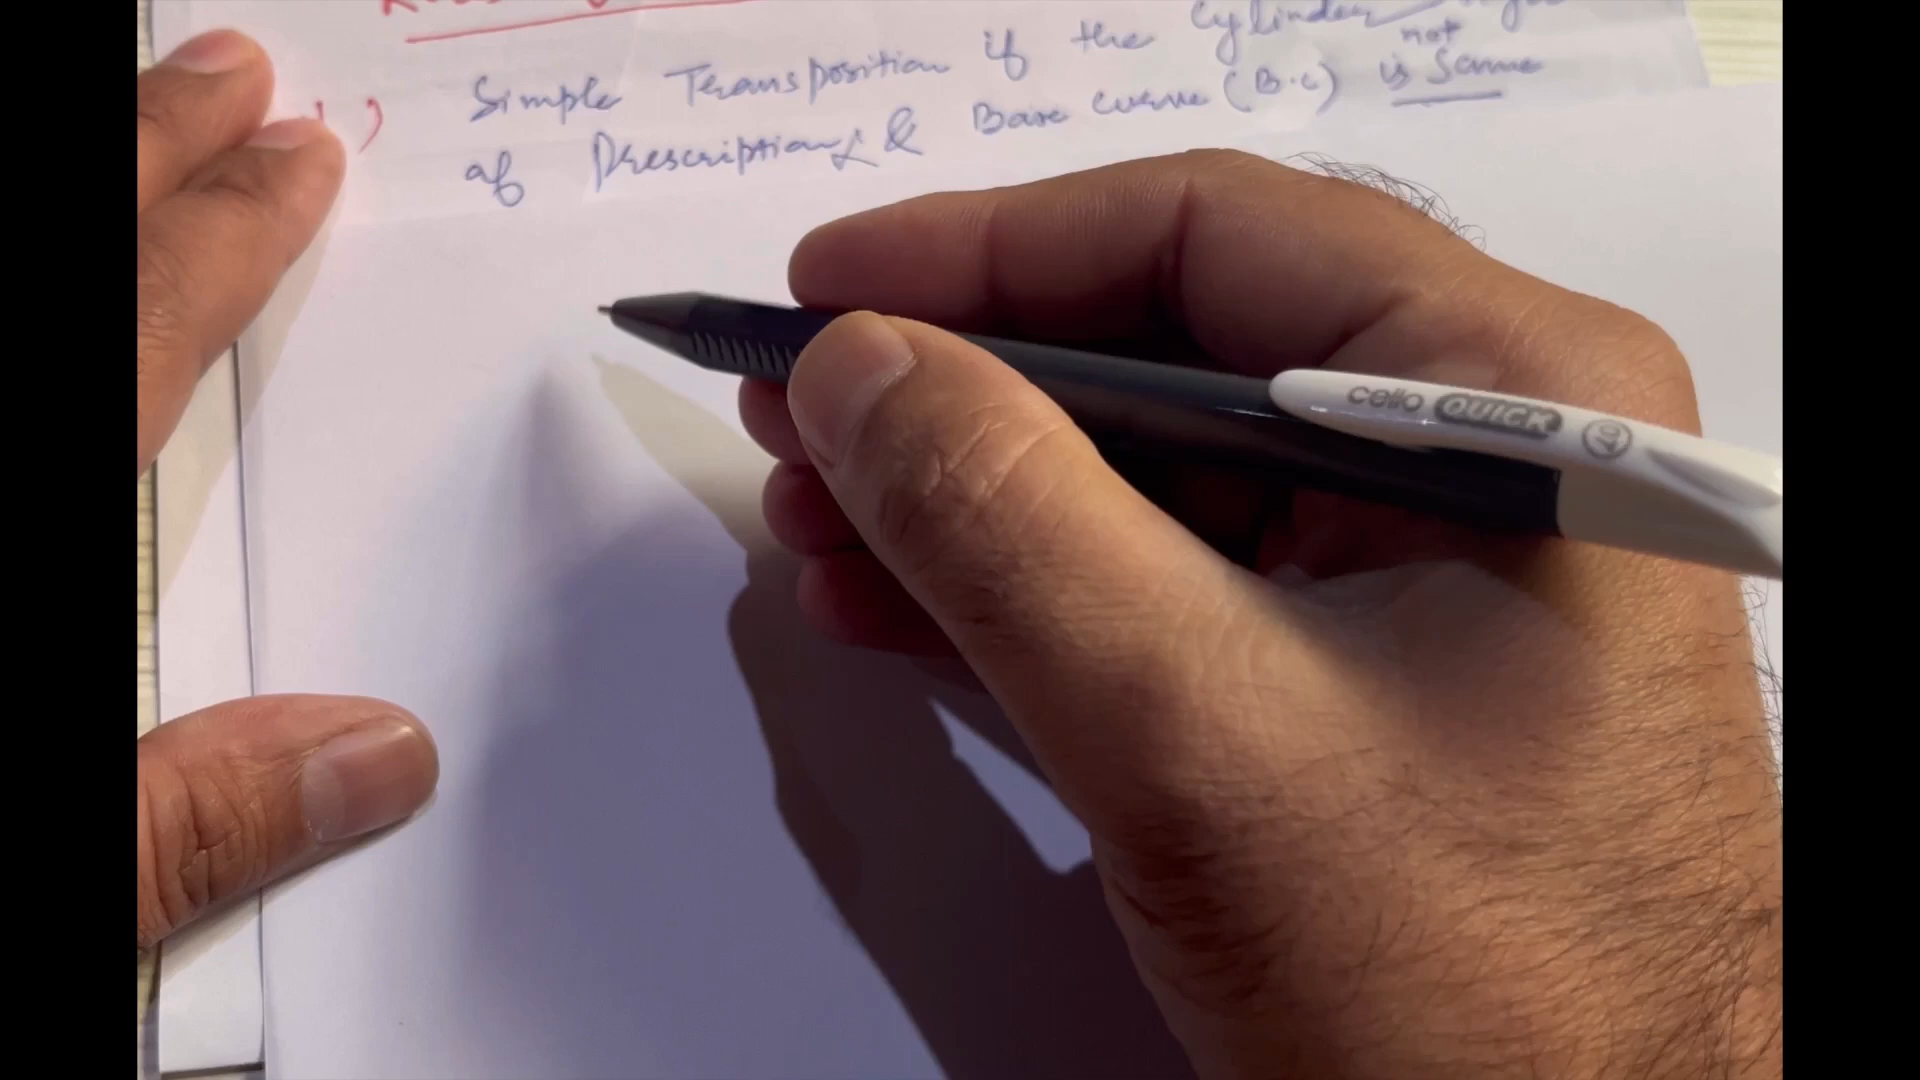 Simple Transposition if the Cylinder
not
of Prescription & Base curve (B.C) is Same
cello QUICK